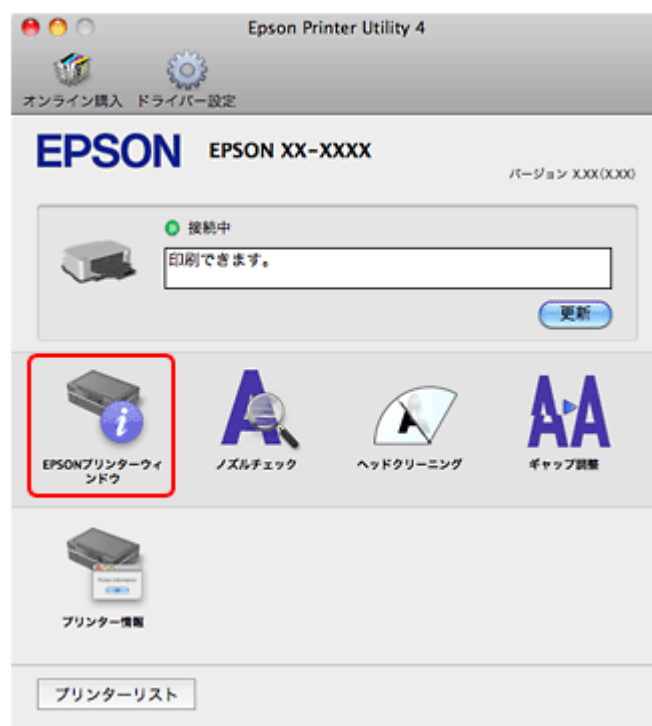 Epson Printer Utility 4
オンライン購入 ドライバー設定
EPSON EPSON XX-XXXX
バージョン X.XX(X.XX)
接続中
印刷できます。
更新
EPSONプリンターウィ
ンドウ
ノズルチェック
ヘッドクリーニング
ギャップ調整
プリンター情報
プリンターリスト